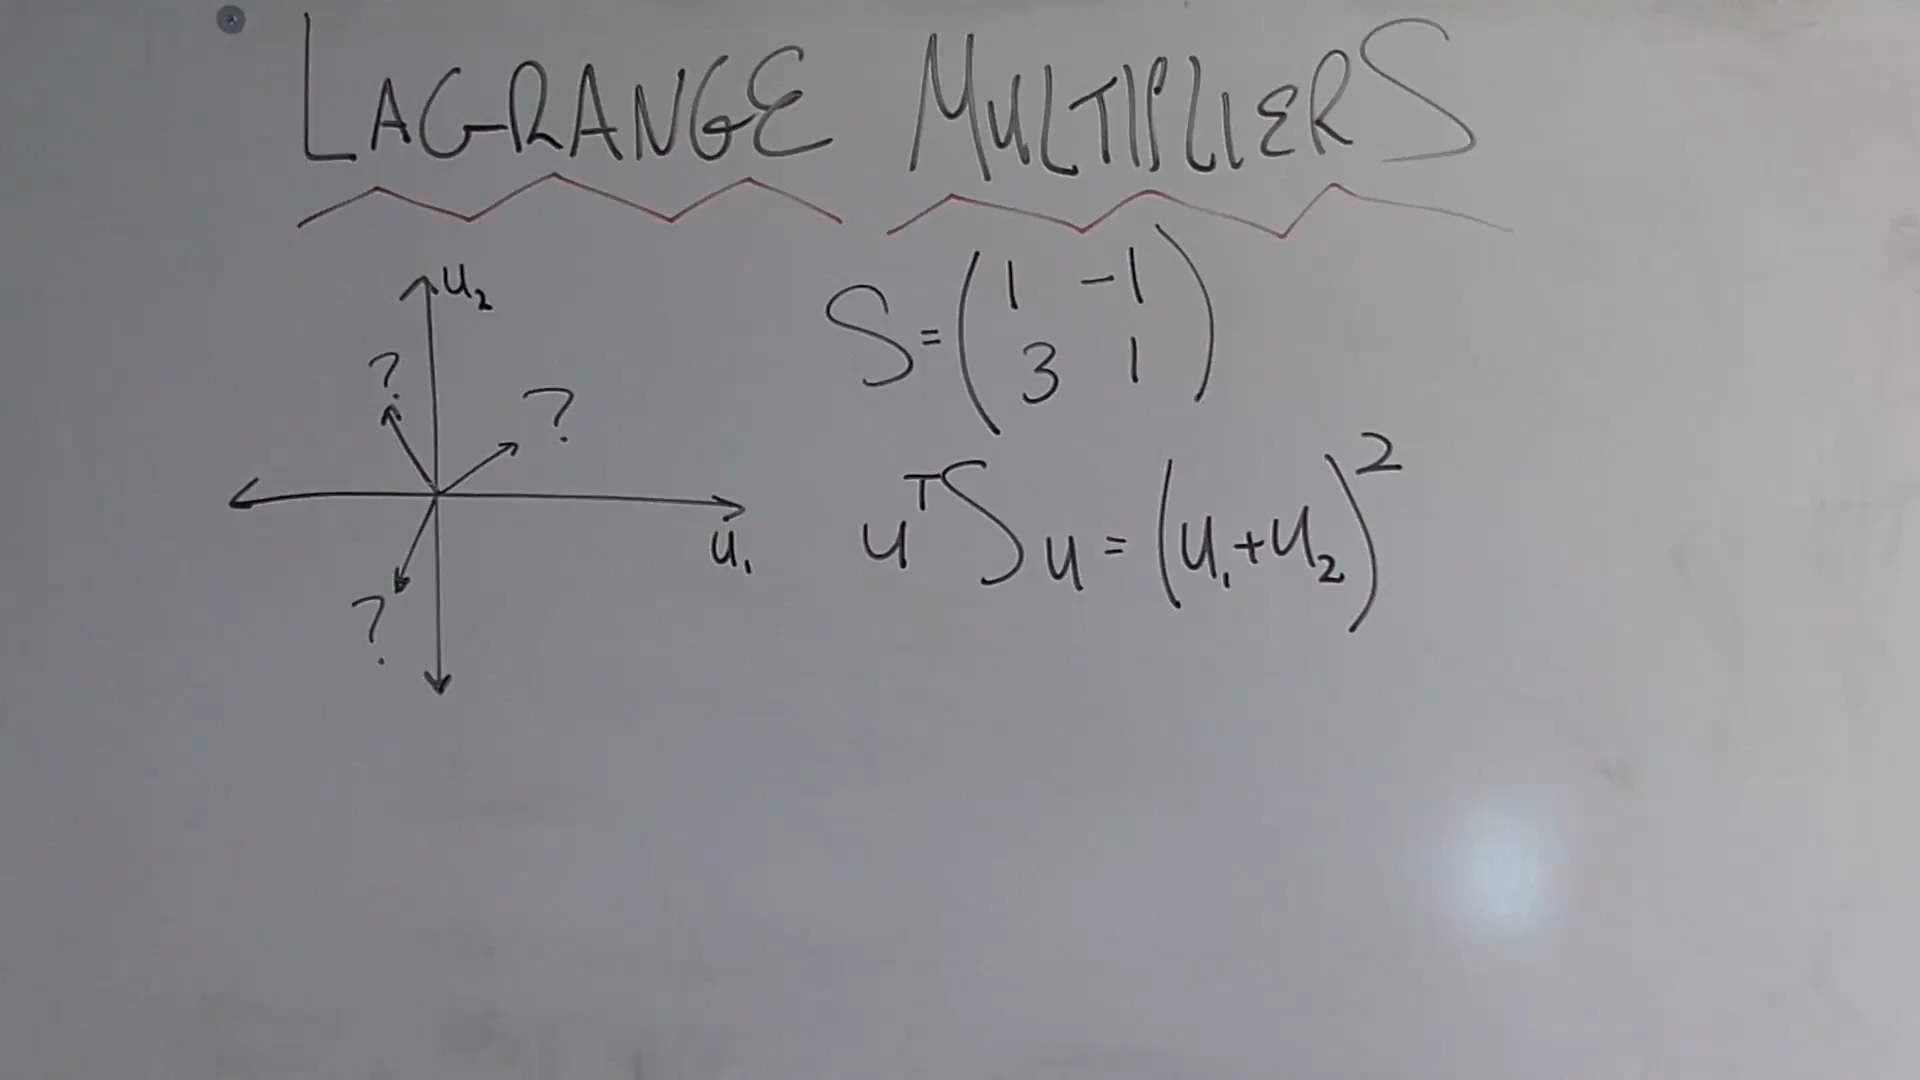 LAGRANGE MULTIPLIERS
u₂
?
?
?
u₁
S = ( 1 -1
3 1 )
uᵀSu = (u₁+u₂)²